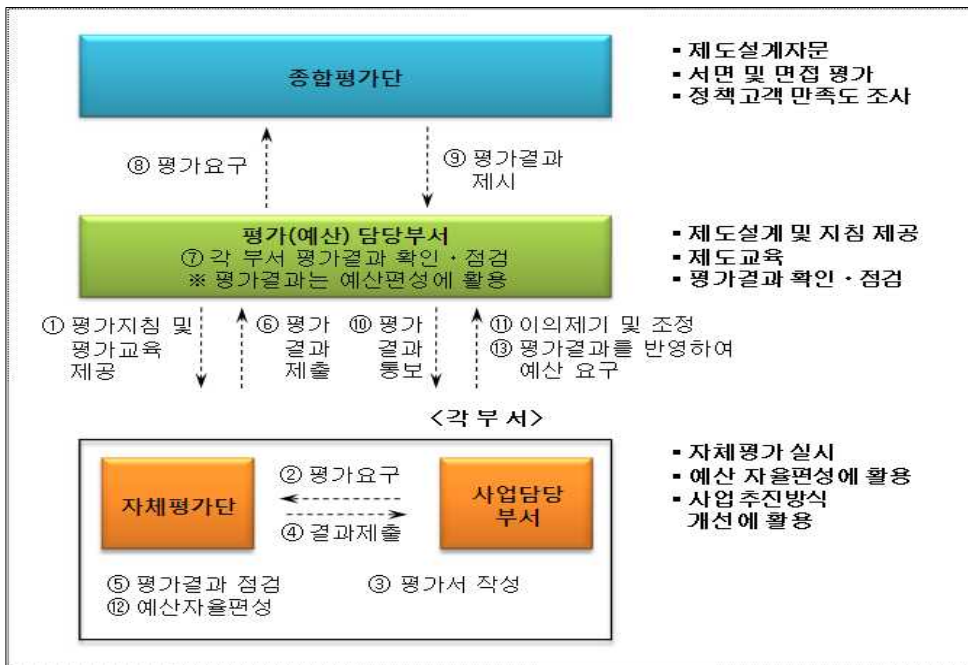 종합평가단
▪ 제도설계자문
▪ 서면 및 면접 평가
▪ 정책고객 만족도 조사
⑧ 평가요구
⑨ 평가결과
제시
평가(예산) 담당부서
⑦ 각 부서 평가결과 확인・점검
※ 평가결과는 예산편성에 활용
▪ 제도설계 및 지침 제공
▪ 제도교육
▪ 평가결과 확인・점검
① 평가지침 및
평가교육
제공
⑥ 평가
결과
제출
⑩ 평가
결과
통보
⑪ 이의제기 및 조정
⑬ 평가결과를 반영하여
예산 요구
<각 부 서>
자체평가단
② 평가요구
④ 결과제출
사업담당
부서
⑤ 평가결과 점검
⑫ 예산자율편성
③ 평가서 작성
▪ 자체평가 실시
▪ 예산 자율편성에 활용
▪ 사업추진방식
개선에 활용